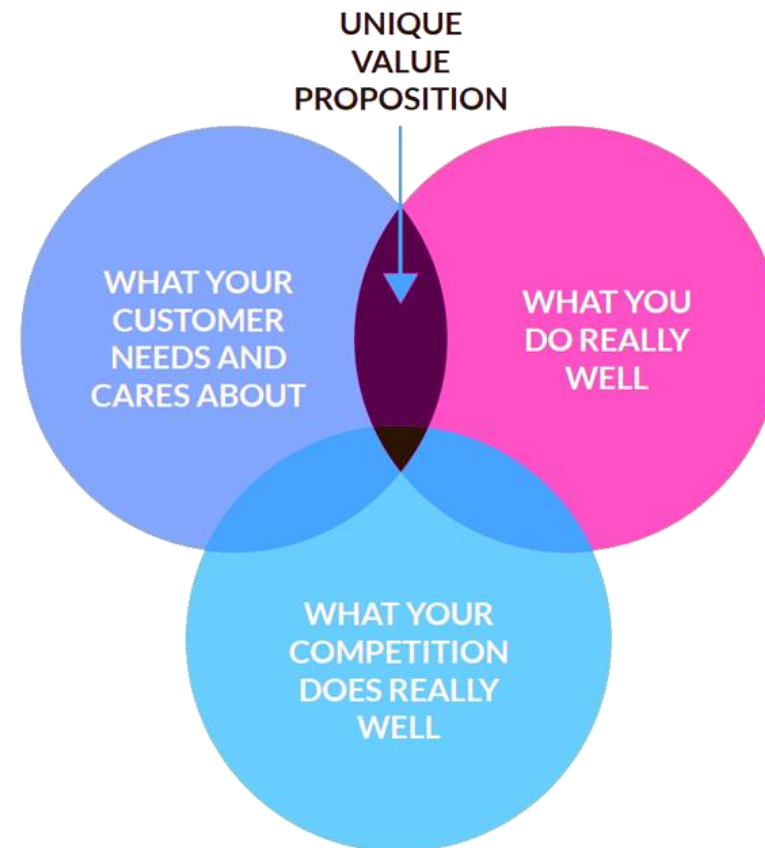 UNIQUE
VALUE
PROPOSITION
WHAT YOUR
CUSTOMER
NEEDS AND
CARES ABOUT
WHAT YOU
DO REALLY
WELL
WHAT YOUR
COMPETITION
DOES REALLY
WELL